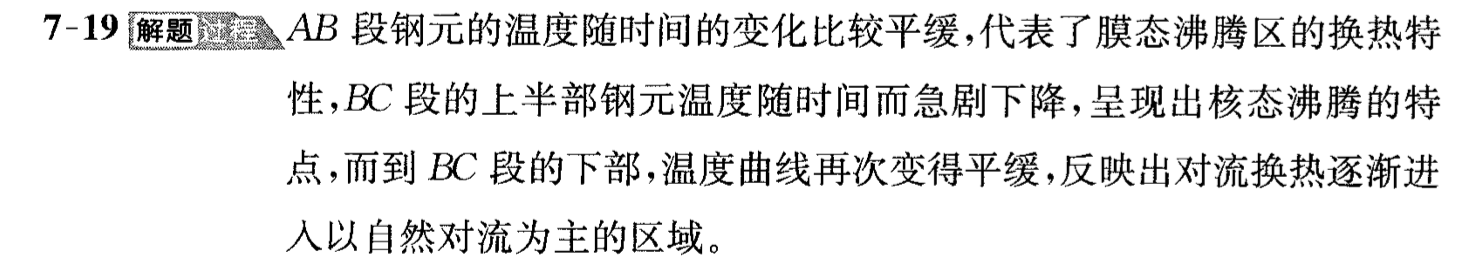 7-19 解题过程 AB 段钢元的温度随时间的变化比较平缓,代表了膜态沸腾区的换热特
性,BC 段的上半部钢元温度随时间而急剧下降,呈现出核态沸腾的特
点,而到 BC 段的下部,温度曲线再次变得平缓,反映出对流换热逐渐进
入以自然对流为主的区域。